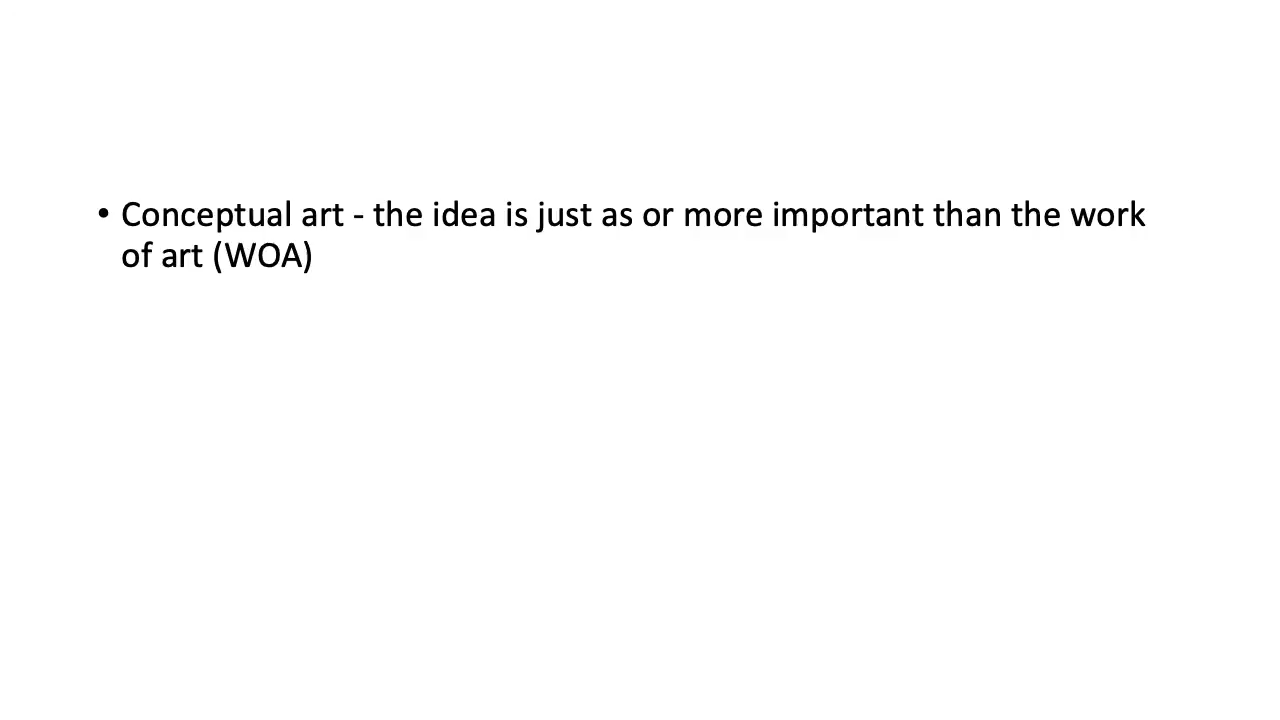 • Conceptual art - the idea is just as or more important than the work
of art (WOA)